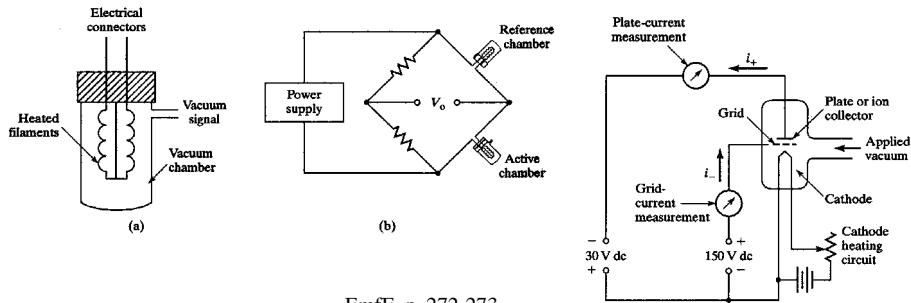 Electrical
connectors
Heated
filaments
Vacuum
signal
Vacuum
chamber
(a)
Power
supply
Vo
Reference
chamber
Active
chamber
(b)
Plate-current
measurement
i+
Grid
Plate or ion
collector
Applied
vacuum
i−
Grid-
current
measurement
Cathode
Cathode
heating
circuit
−
30 V dc
+
+
150 V dc
−